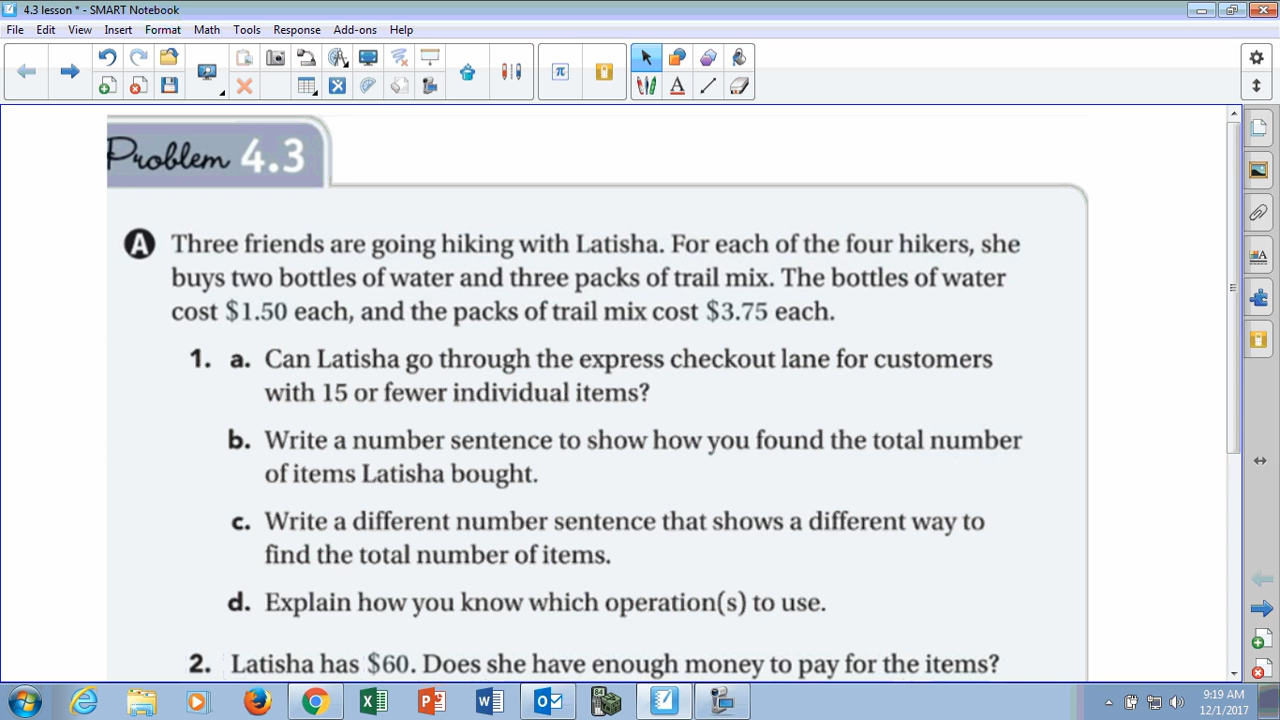 4.3 lesson * - SMART Notebook
File Edit View Insert Format Math Tools Response Add-ons Help
Problem 4.3
A Three friends are going hiking with Latisha. For each of the four hikers, she
buys two bottles of water and three packs of trail mix. The bottles of water
cost $1.50 each, and the packs of trail mix cost $3.75 each.
1. a. Can Latisha go through the express checkout lane for customers
with 15 or fewer individual items?
b. Write a number sentence to show how you found the total number
of items Latisha bought.
c. Write a different number sentence that shows a different way to
find the total number of items.
d. Explain how you know which operation(s) to use.
2. Latisha has $60. Does she have enough money to pay for the items?
9:19 AM
12/1/2017